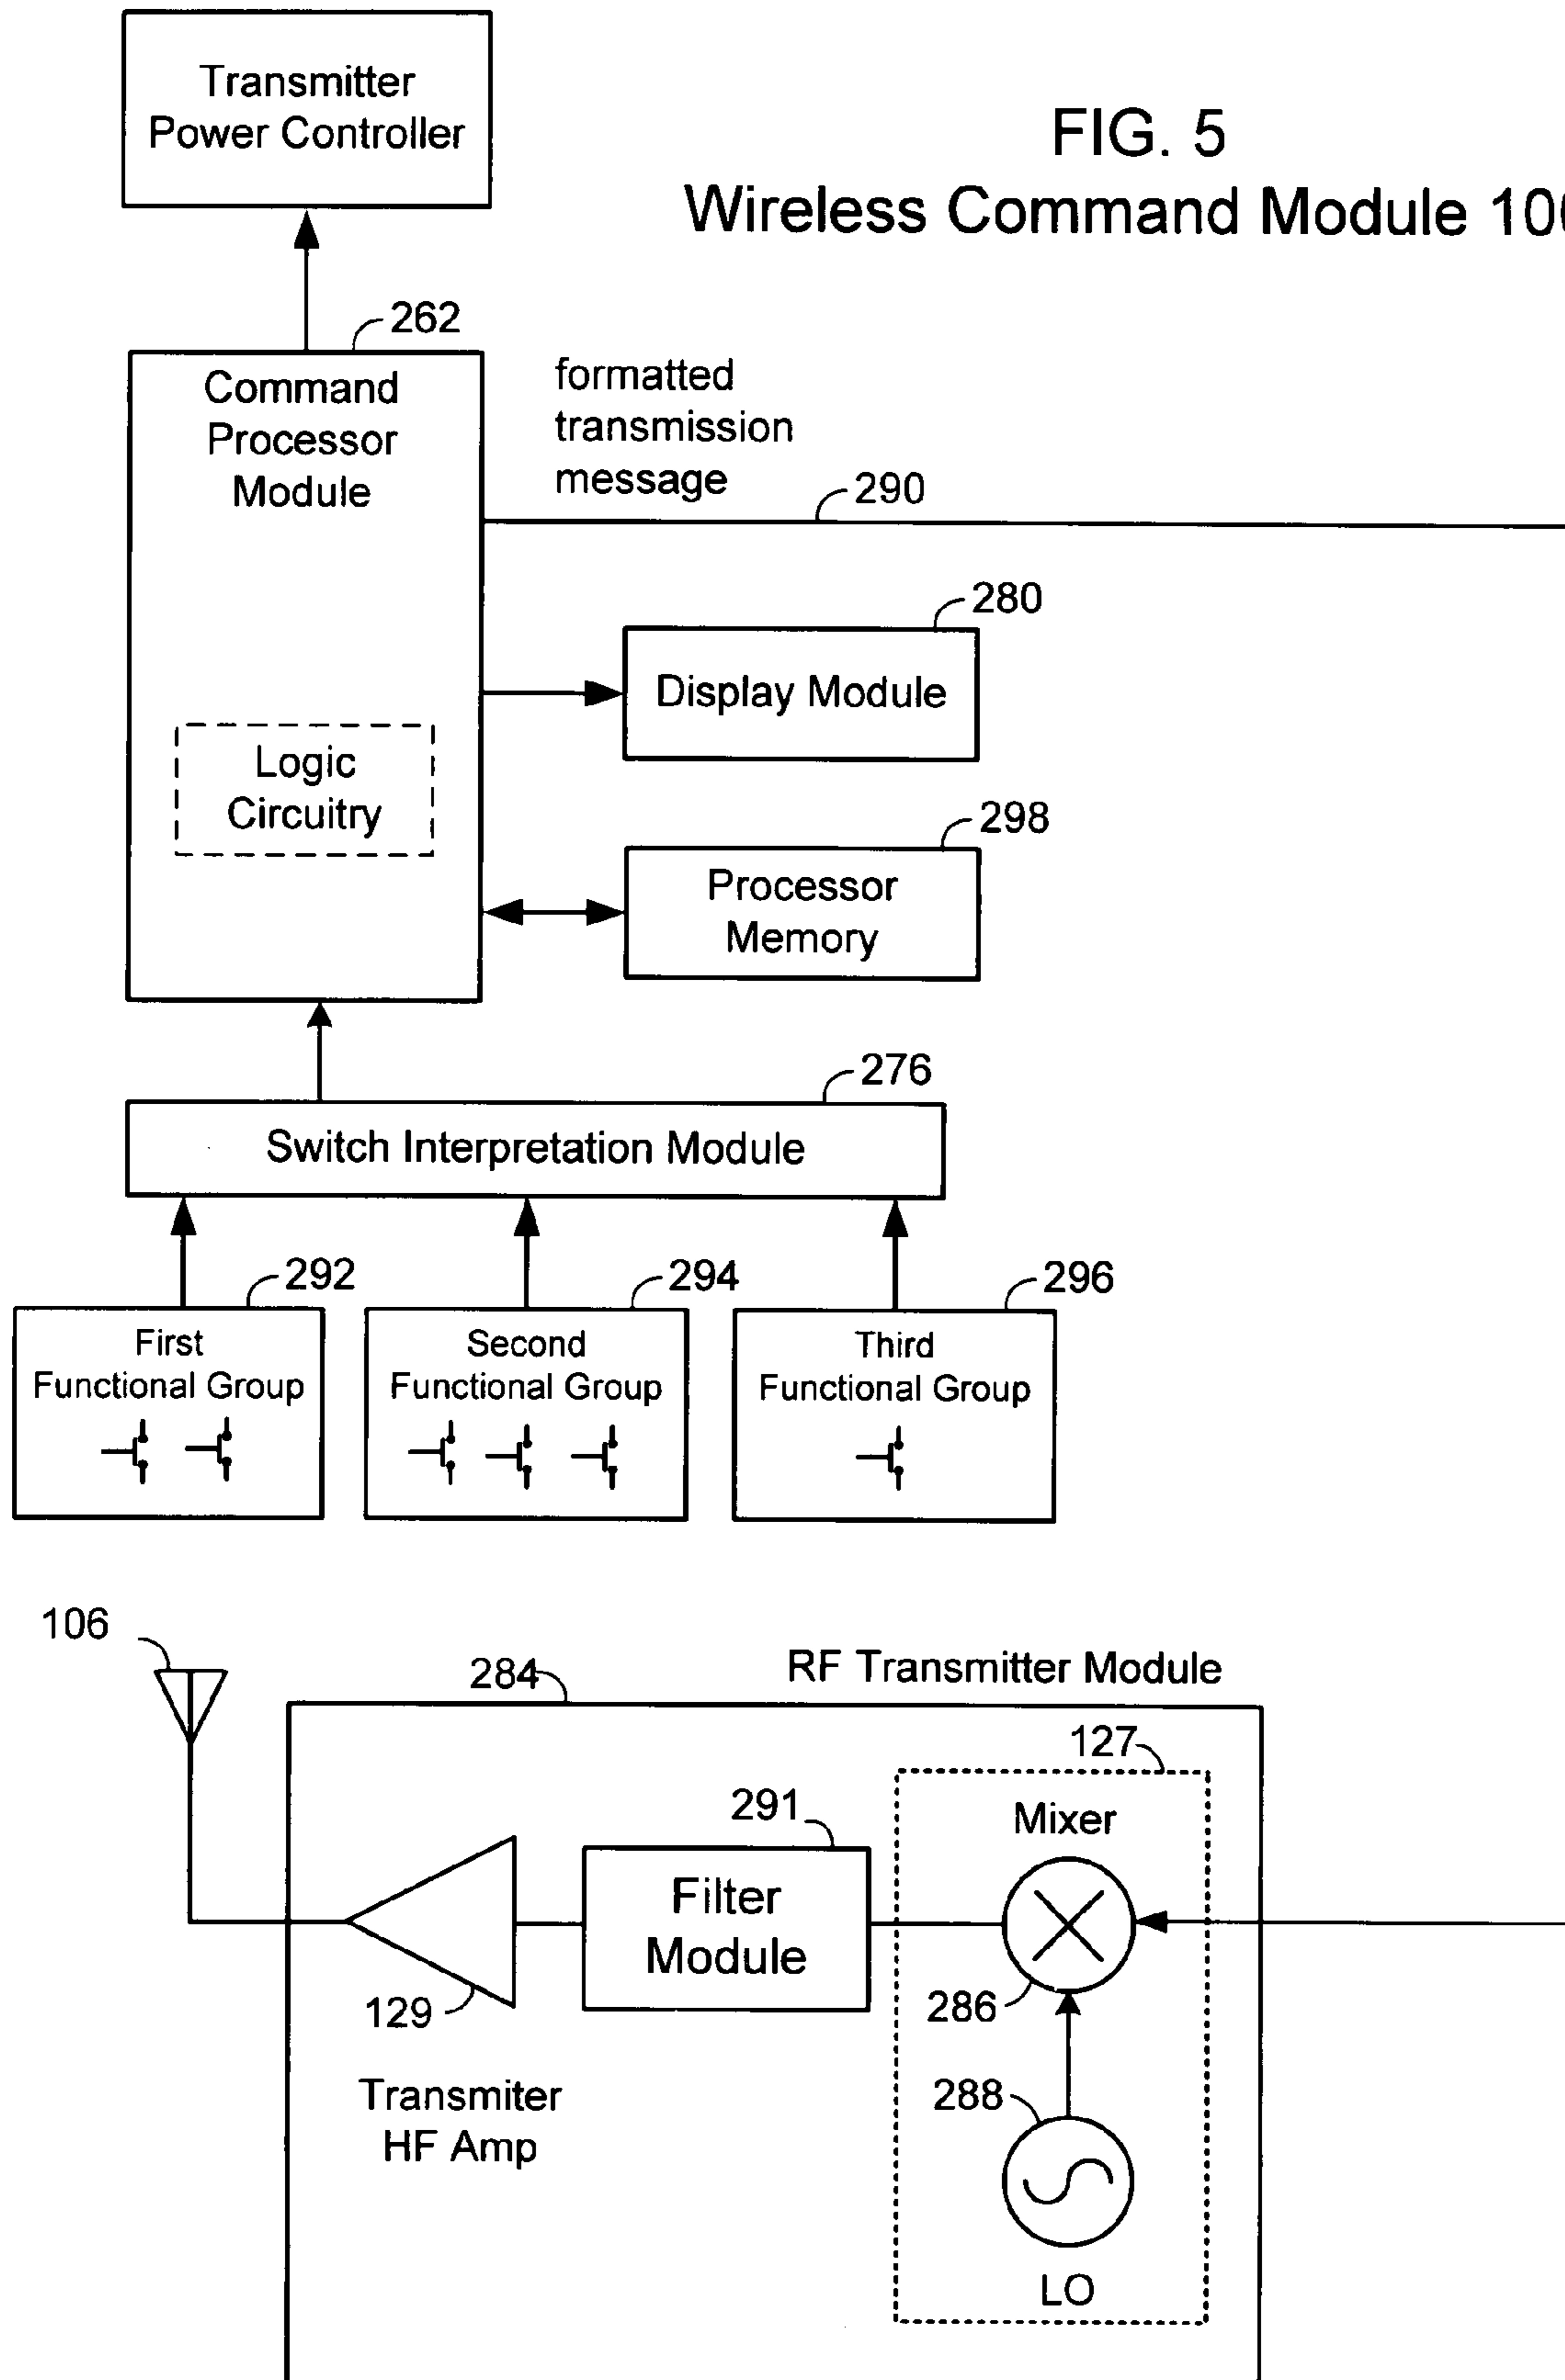 Transmitter
Power Controller
FIG. 5
Wireless Command Module 100
262
Command
Processor
Module
formatted
transmission
message
290
280
Display Module
Logic
Circuitry
298
Processor
Memory
276
Switch Interpretation Module
292
294
296
First
Functional Group
Second
Functional Group
Third
Functional Group
106
284
RF Transmitter Module
127
291
Mixer
Filter
Module
286
129
288
Transmiter
HF Amp
LO